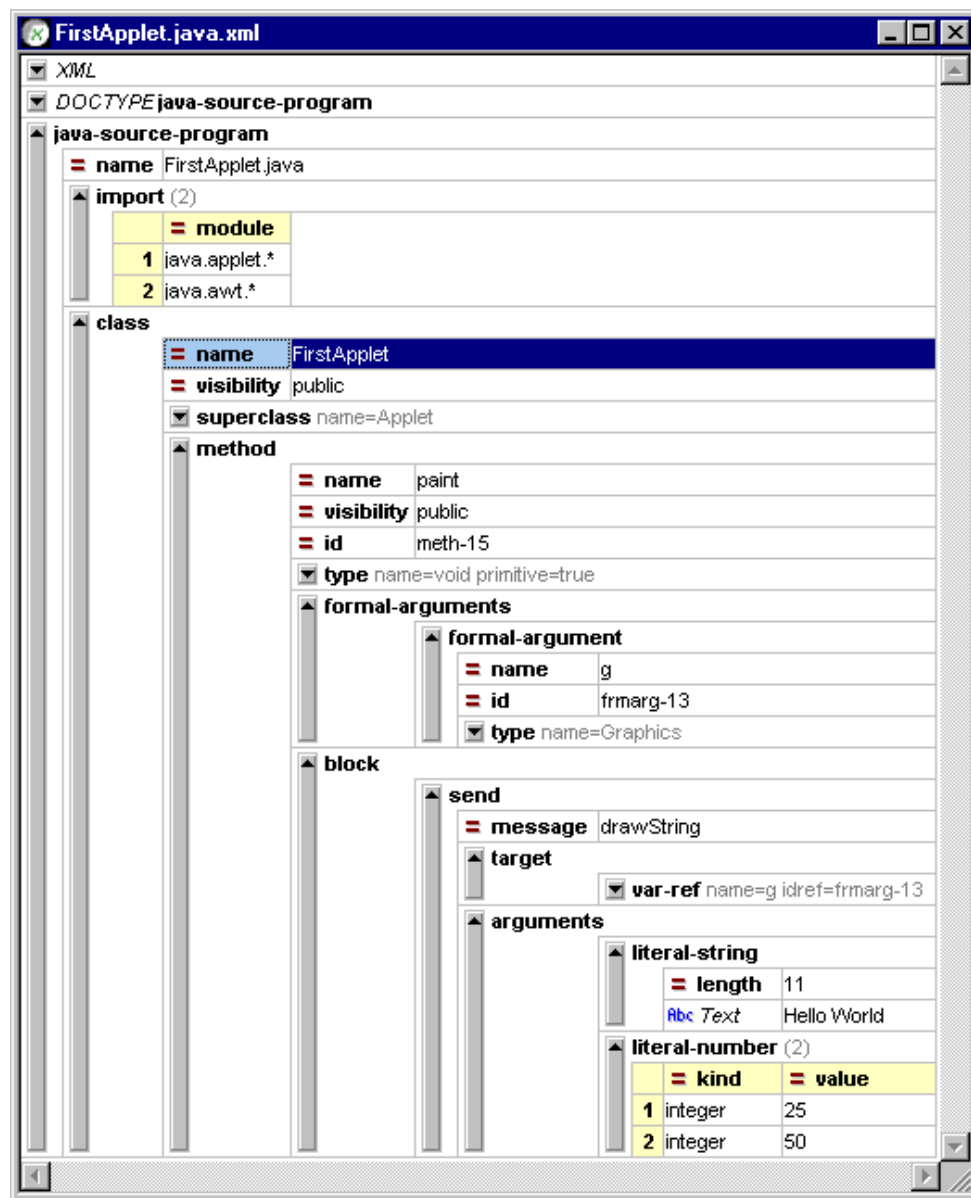 FirstApplet.java.xml
XML
DOCTYPE java-source-program
java-source-program
= name FirstApplet.java
import (2)
= module
1 java.applet.*
2 java.awt.*
class
= name FirstApplet
= visibility public
superclass name=Applet
method
= name paint
= visibility public
= id meth-15
type name=void primitive=true
formal-arguments
formal-argument
= name g
= id frmarg-13
type name=Graphics
block
send
= message drawString
target
var-ref name=g idref=frmarg-13
arguments
literal-string
= length 11
Abc Text Hello World
literal-number (2)
= kind = value
1 integer 25
2 integer 50